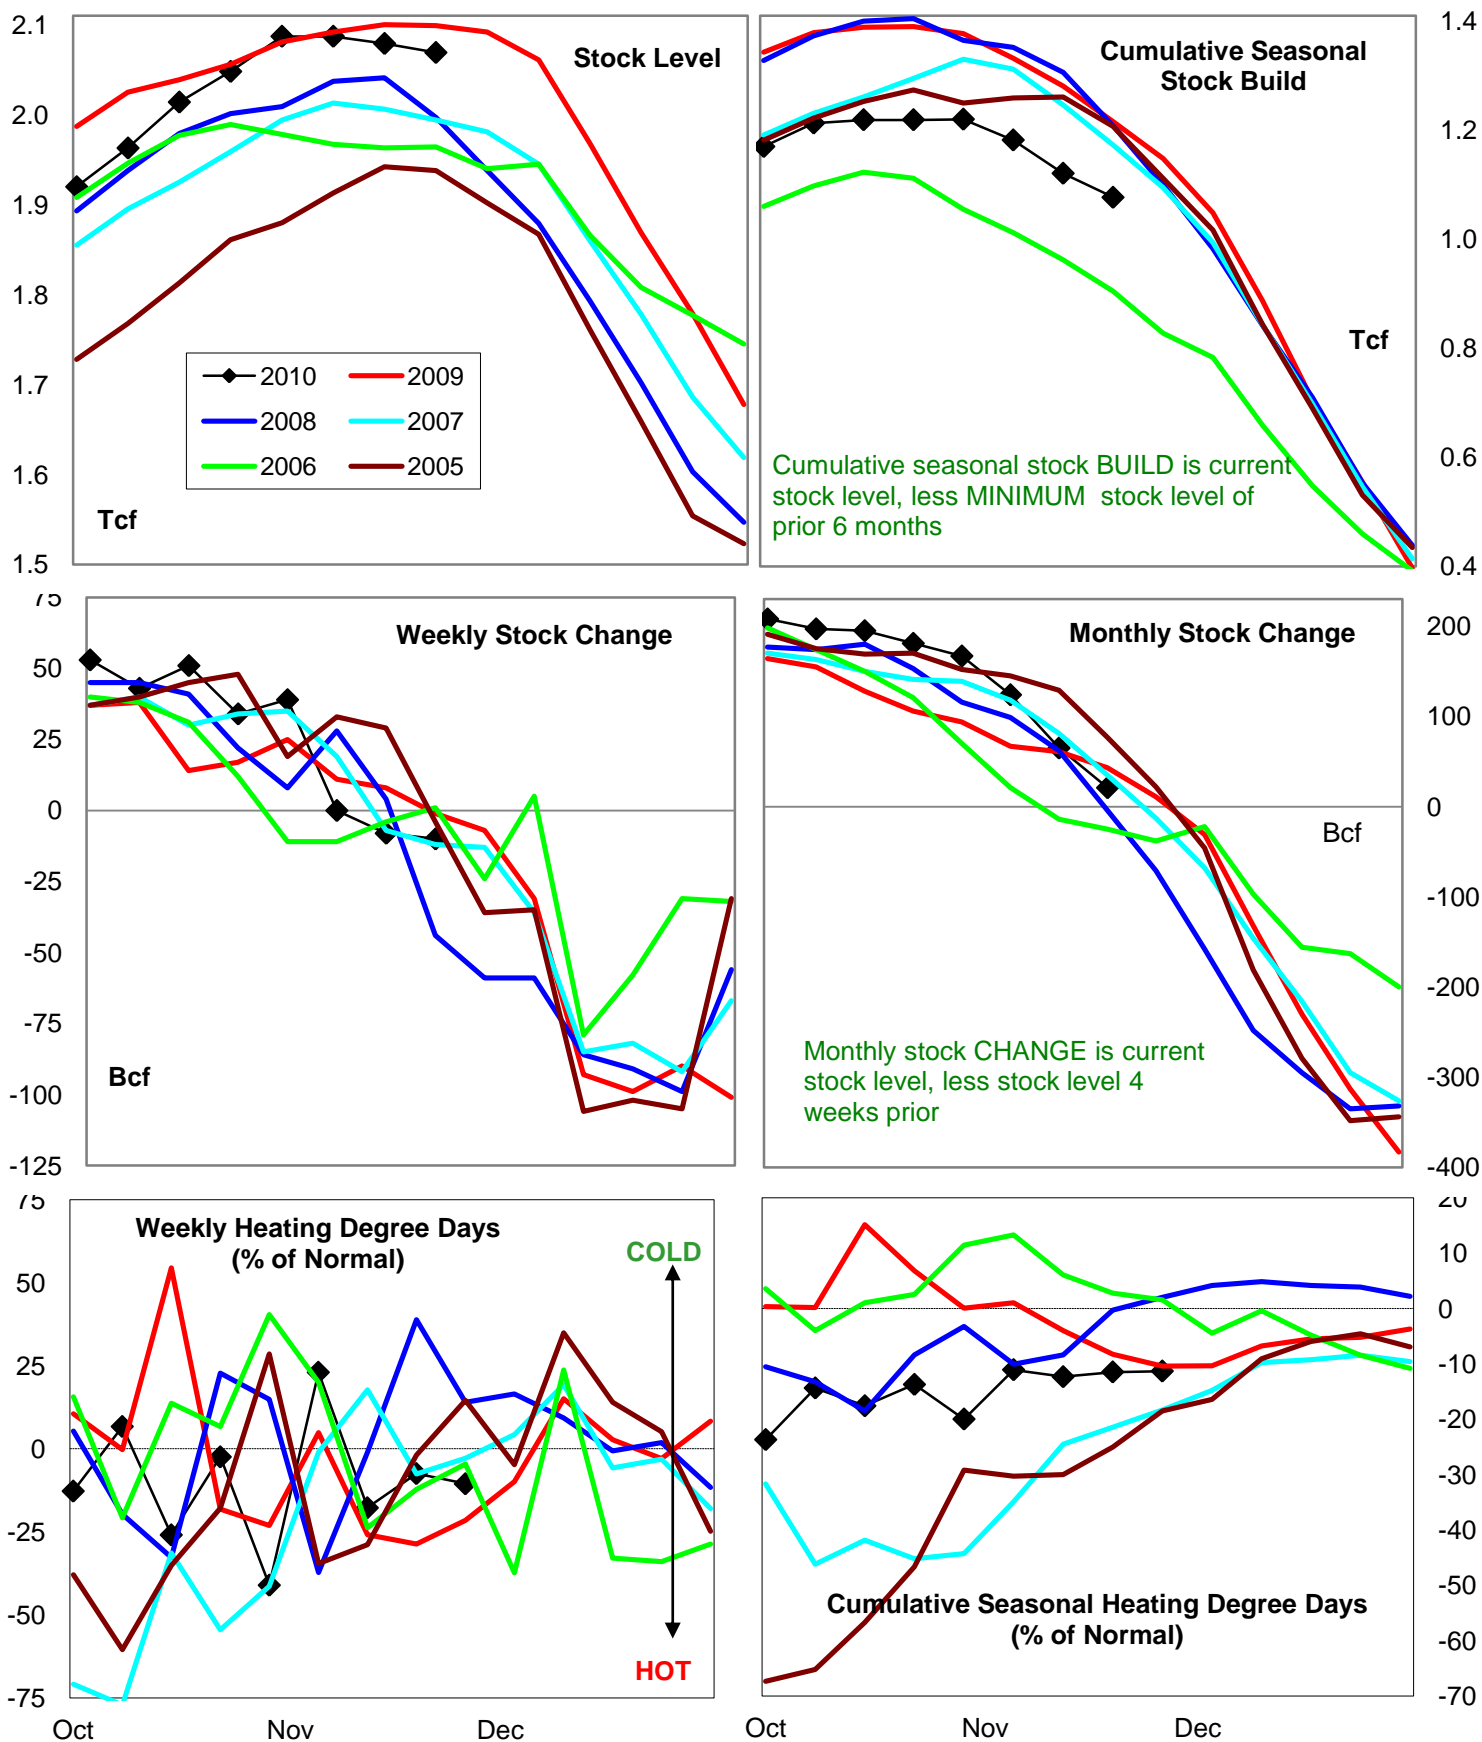 2.1
2.0
1.9
1.8
1.7
1.6
1.5
Stock Level
2010
2009
2008
2007
2006
2005
Tcf
Cumulative Seasonal
Stock Build
Tcf
Cumulative seasonal stock BUILD is current
stock level, less MINIMUM stock level of
prior 6 months
1.4
1.2
1.0
0.8
0.6
0.4
75
50
25
0
-25
-50
-75
-100
-125
Weekly Stock Change
Bcf
Monthly Stock Change
Bcf
Monthly stock CHANGE is current
stock level, less stock level 4
weeks prior
200
100
0
-100
-200
-300
-400
75
50
25
0
-25
-50
-75
Weekly Heating Degree Days
(% of Normal)
COLD
HOT
Oct Nov Dec
Cumulative Seasonal Heating Degree Days
(% of Normal)
20
10
0
-10
-20
-30
-40
-50
-60
-70
Oct Nov Dec